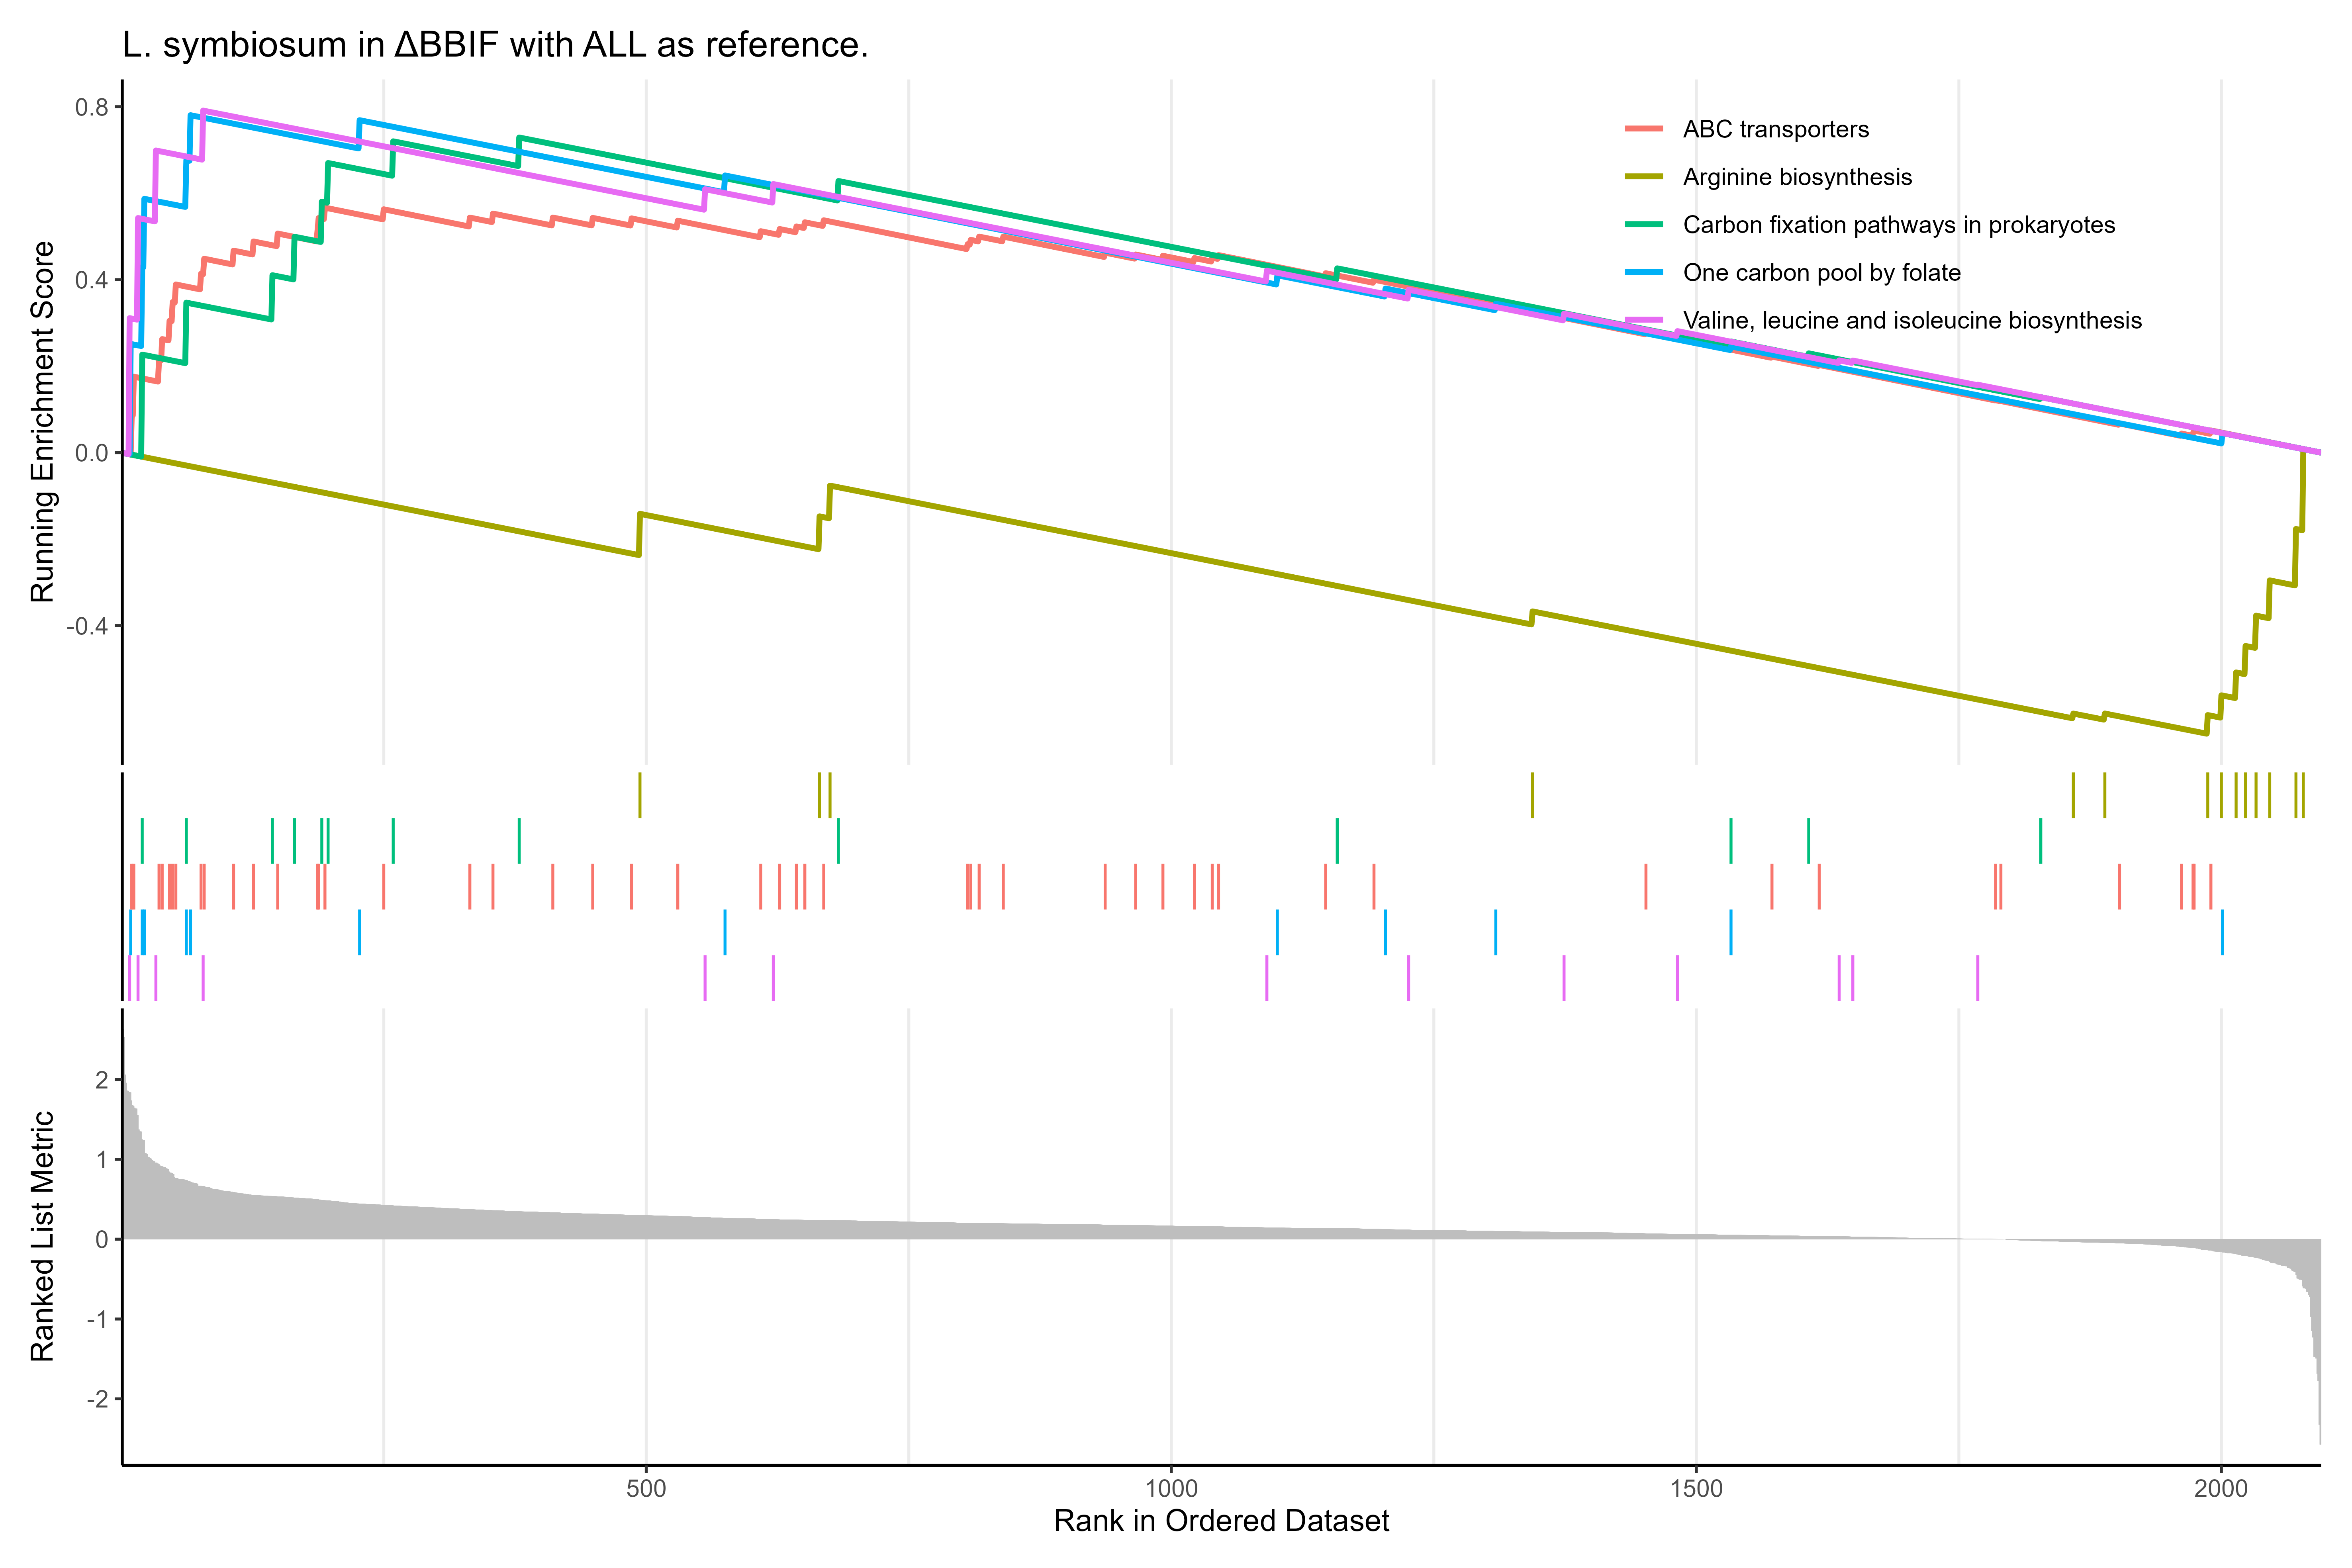 L. symbiosum in ΔBBIF with ALL as reference.
Running Enrichment Score
0.8
0.4
0.0
-0.4
ABC transporters
Arginine biosynthesis
Carbon fixation pathways in prokaryotes
One carbon pool by folate
Valine, leucine and isoleucine biosynthesis
Ranked List Metric
2
1
0
-1
-2
500
1000
1500
2000
Rank in Ordered Dataset